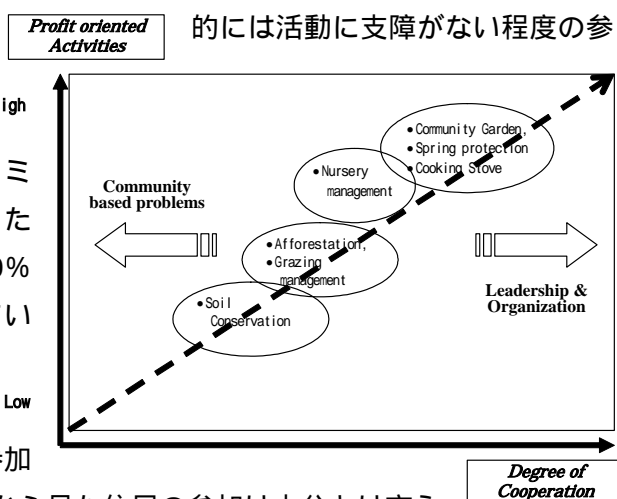 Profit oriented
Activities
的には活動に支障がない程度の参
igh
ミ
Community
based problems
た
%
い
Low
加
• Community Garden,
• Spring protection
• Cooking Stove
• Nursery
management
• Afforestation,
• Grazing
management
• Soil
Conservation
Leadership &
Organization
Degree of
Cooperation